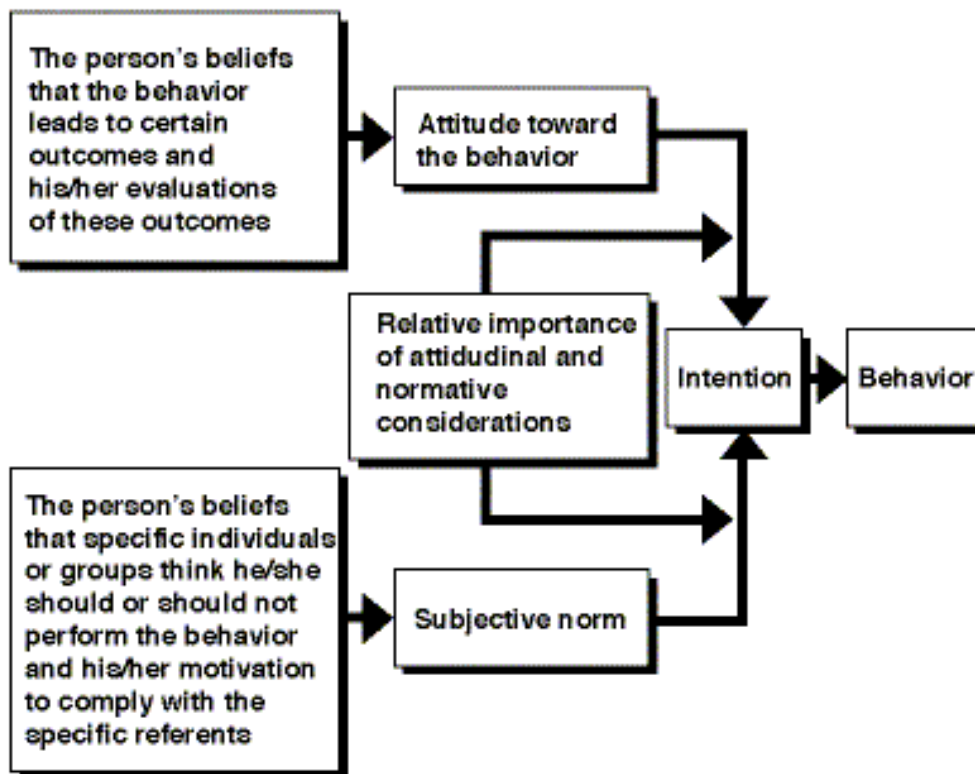 The person's beliefs
that the behavior
leads to certain
outcomes and
his/her evaluations
of these outcomes
Attitude toward
the behavior
Relative importance
of attidudinal and
normative
considerations
Intention
Behavior
The person's beliefs
that specific individuals
or groups think he/she
should or should not
perform the behavior
and his/her motivation
to comply with the
specific referents
Subjective norm